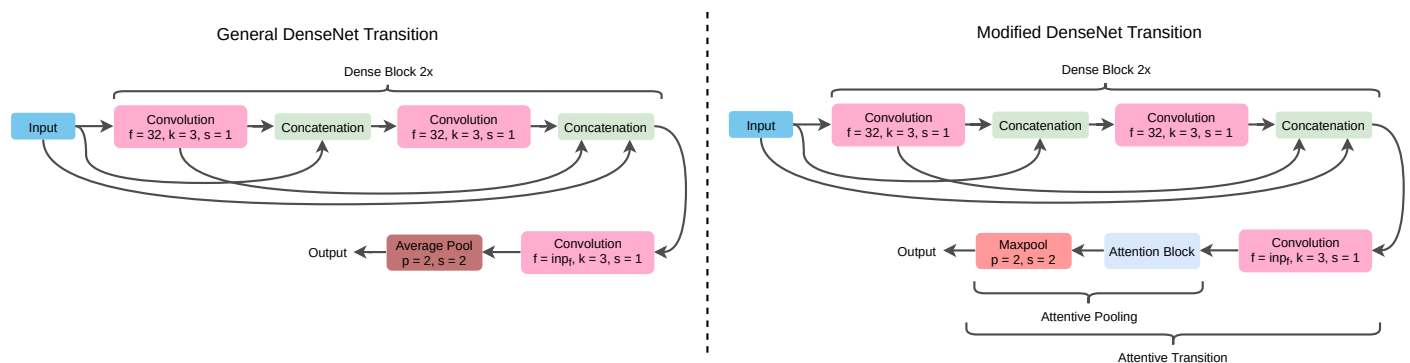 General DenseNet Transition
Dense Block 2x
Input
Convolution
f = 32, k = 3, s = 1
Concatenation
Convolution
f = 32, k = 3, s = 1
Concatenation
Output
Average Pool
p = 2, s = 2
Convolution
f = inpf, k = 3, s = 1
Modified DenseNet Transition
Dense Block 2x
Input
Convolution
f = 32, k = 3, s = 1
Concatenation
Convolution
f = 32, k = 3, s = 1
Concatenation
Output
Maxpool
p = 2, s = 2
Attention Block
Convolution
f = inpf, k = 3, s = 1
Attentive Pooling
Attentive Transition